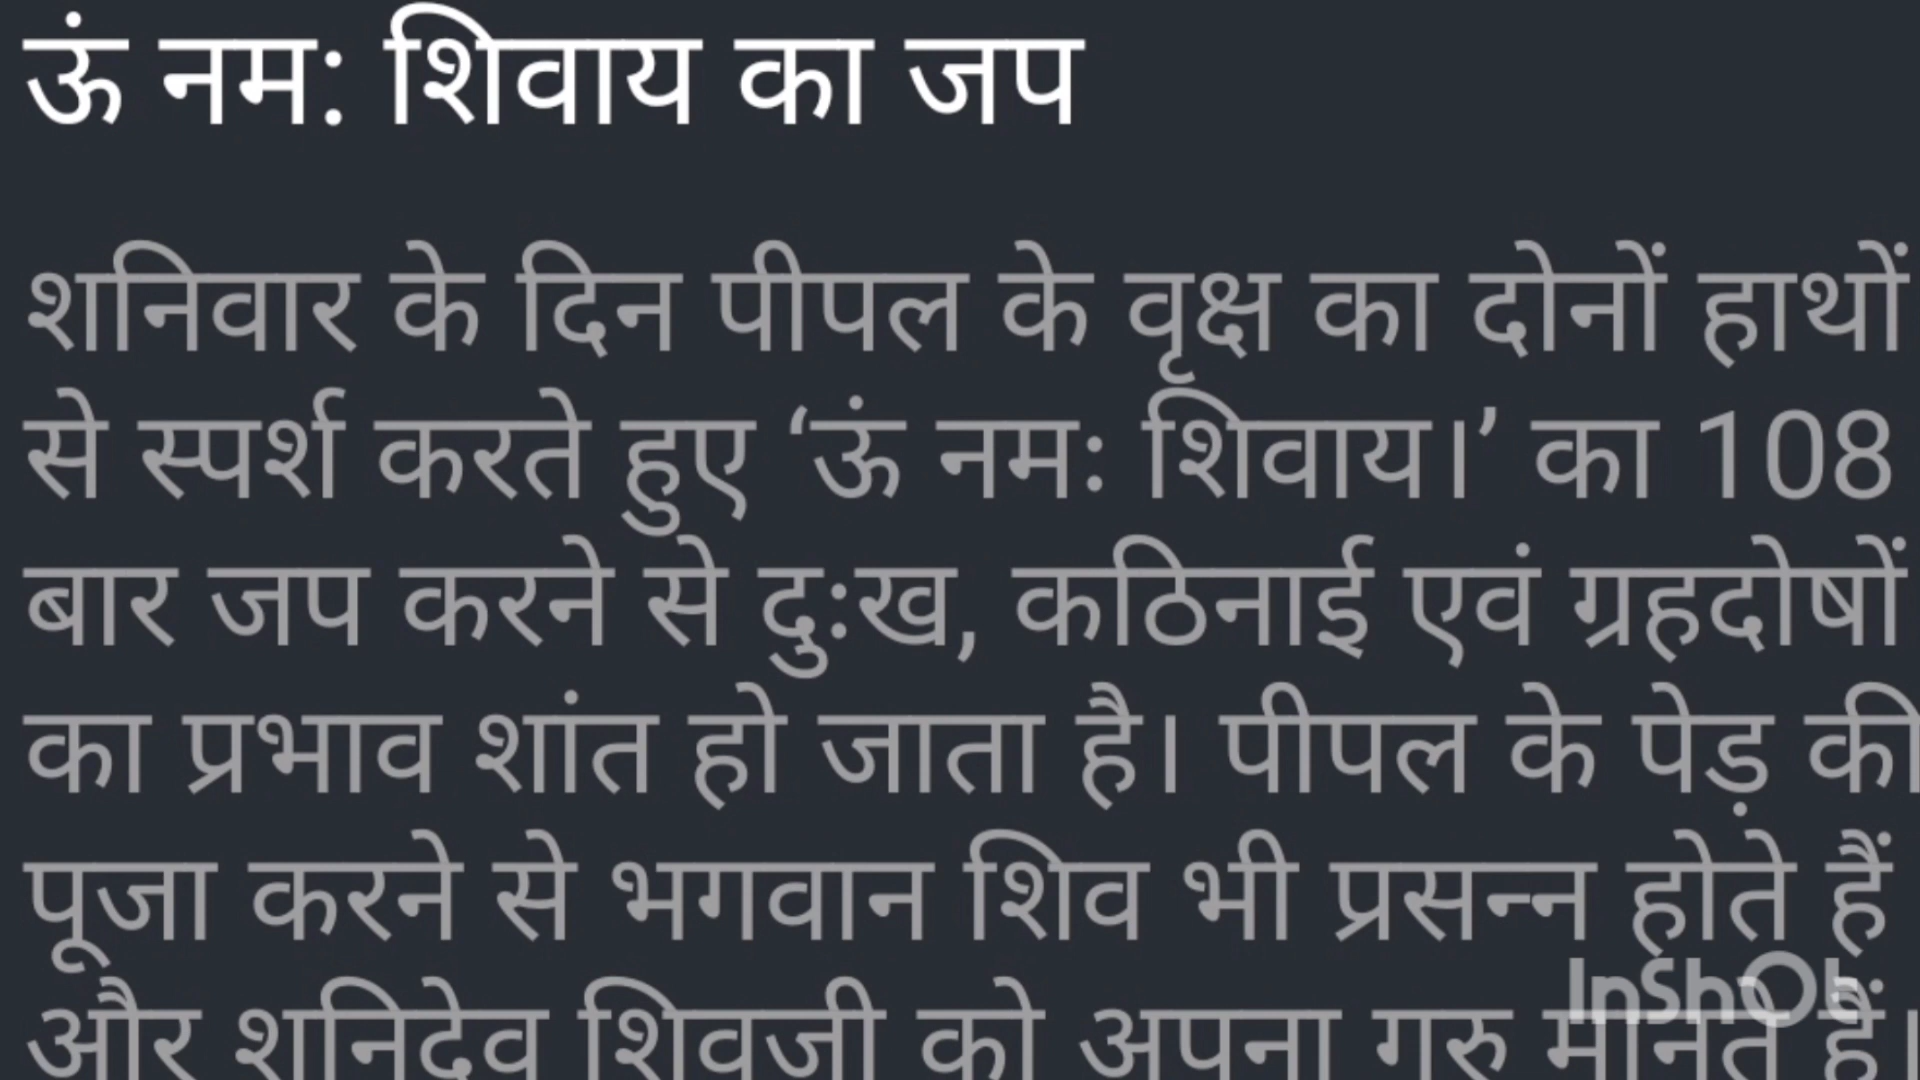 ऊं नम: शिवाय का जप
शनिवार के दिन पीपल के वृक्ष का दोनों हाथों
से स्पर्श करते हुए ‘ऊं नमः शिवाय।’ का 108
बार जप करने से दुःख, कठिनाई एवं ग्रहदोषों
का प्रभाव शांत हो जाता है। पीपल के पेड़ की
पूजा करने से भगवान शिव भी प्रसन्न होते हैं
और शनिदेव शिवजी को अपना गुरु मानते हैं।
InShOt